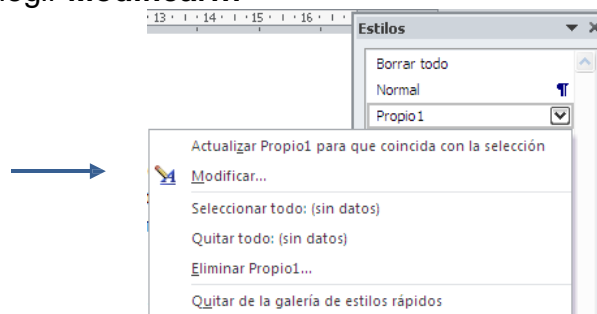 · 13 · ı · 14 · ı · 15 · ı · 16 · ı ·
Estilos
Borrar todo
Normal ¶
Propio1
Actualizar Propio1 para que coincida con la selección
Modificar...
Seleccionar todo: (sin datos)
Quitar todo: (sin datos)
Eliminar Propio1...
Quitar de la galería de estilos rápidos